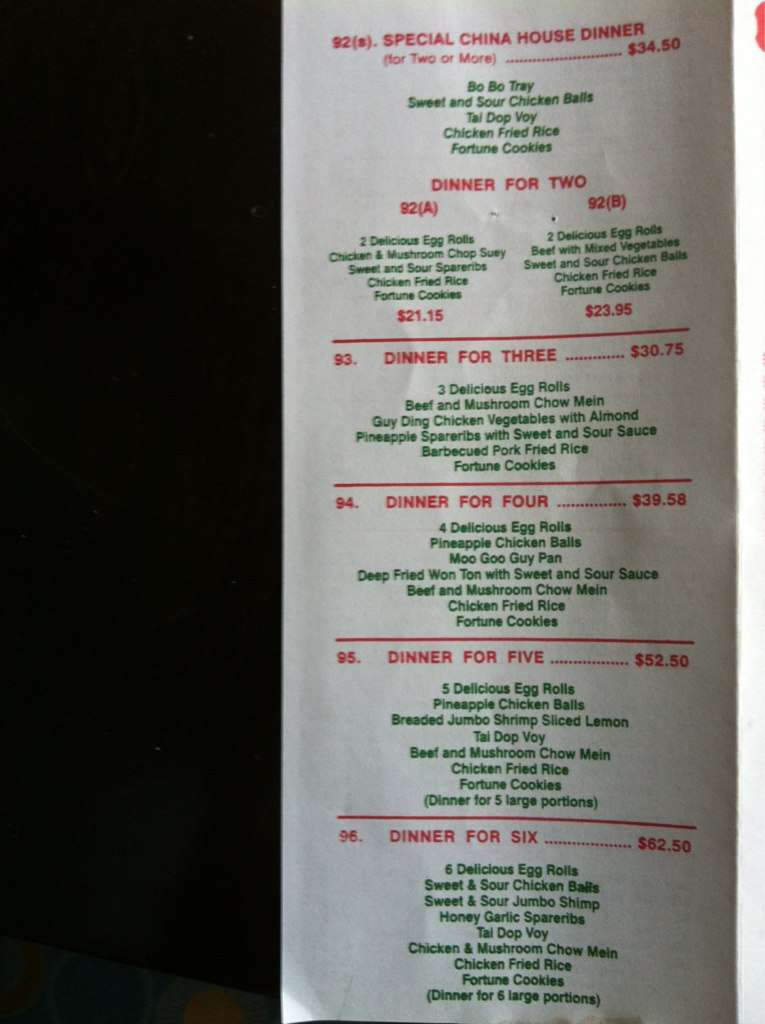 92(s). SPECIAL CHINA HOUSE DINNER
(for Two or More) ........................... $34.50
Bo Bo Tray
Sweet and Sour Chicken Balls
Tai Dop Voy
Chicken Fried Rice
Fortune Cookies
DINNER FOR TWO
92(A)
2 Delicious Egg Rolls
Chicken & Mushroom Chop Suey
Sweet and Sour Spareribs
Chicken Fried Rice
Fortune Cookies
$21.15
92(B)
2 Delicious Egg Rolls
Beef with Mixed Vegetables
Sweet and Sour Chicken Balls
Chicken Fried Rice
Fortune Cookies
$23.95
93. DINNER FOR THREE ............. $30.75
3 Delicious Egg Rolls
Beef and Mushroom Chow Mein
Guy Ding Chicken Vegetables with Almond
Pineapple Spareribs with Sweet and Sour Sauce
Barbecued Pork Fried Rice
Fortune Cookies
94. DINNER FOR FOUR ............... $39.58
4 Delicious Egg Rolls
Pineapple Chicken Balls
Moo Goo Guy Pan
Deep Fried Won Ton with Sweet and Sour Sauce
Beef and Mushroom Chow Mein
Chicken Fried Rice
Fortune Cookies
95. DINNER FOR FIVE ................. $52.50
5 Delicious Egg Rolls
Pineapple Chicken Balls
Breaded Jumbo Shrimp Sliced Lemon
Tai Dop Voy
Beef and Mushroom Chow Mein
Chicken Fried Rice
Fortune Cookies
(Dinner for 5 large portions)
96. DINNER FOR SIX ................... $62.50
6 Delicious Egg Rolls
Sweet & Sour Chicken Balls
Sweet & Sour Jumbo Shimp
Honey Garlic Spareribs
Tai Dop Voy
Chicken & Mushroom Chow Mein
Chicken Fried Rice
Fortune Cookies
(Dinner for 6 large portions)